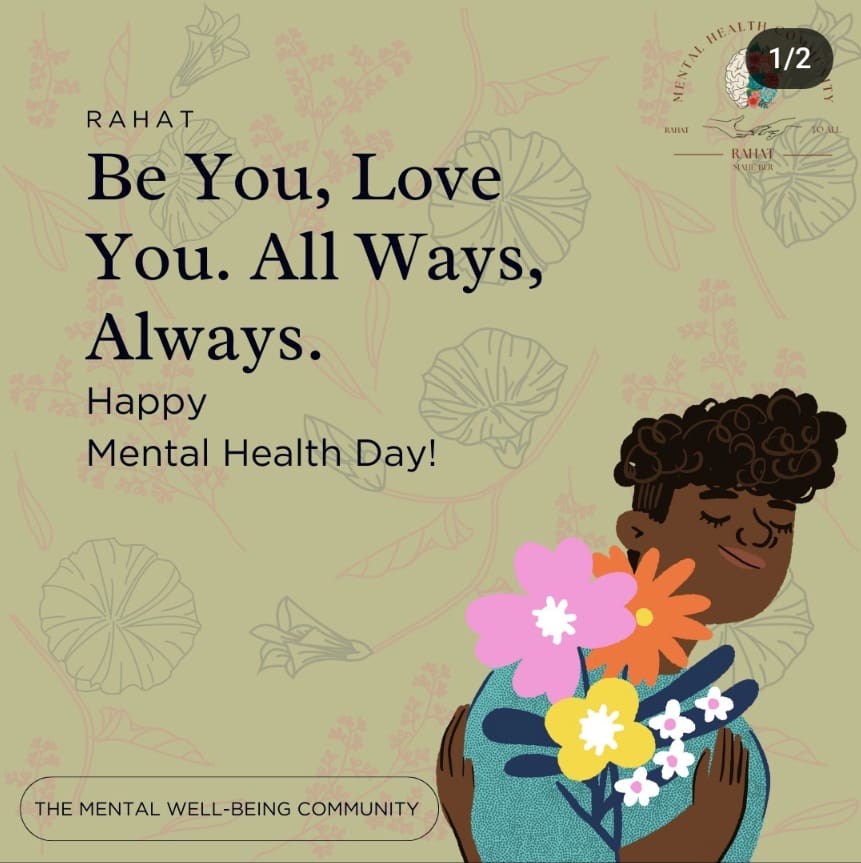 MENTAL HEALTH COMMUNITY
1/2
RAHAT
TO ALL
RAHAT
RAHAT
Be You, Love
You. All Ways,
Always.
Happy
Mental Health Day!
THE MENTAL WELL-BEING COMMUNITY